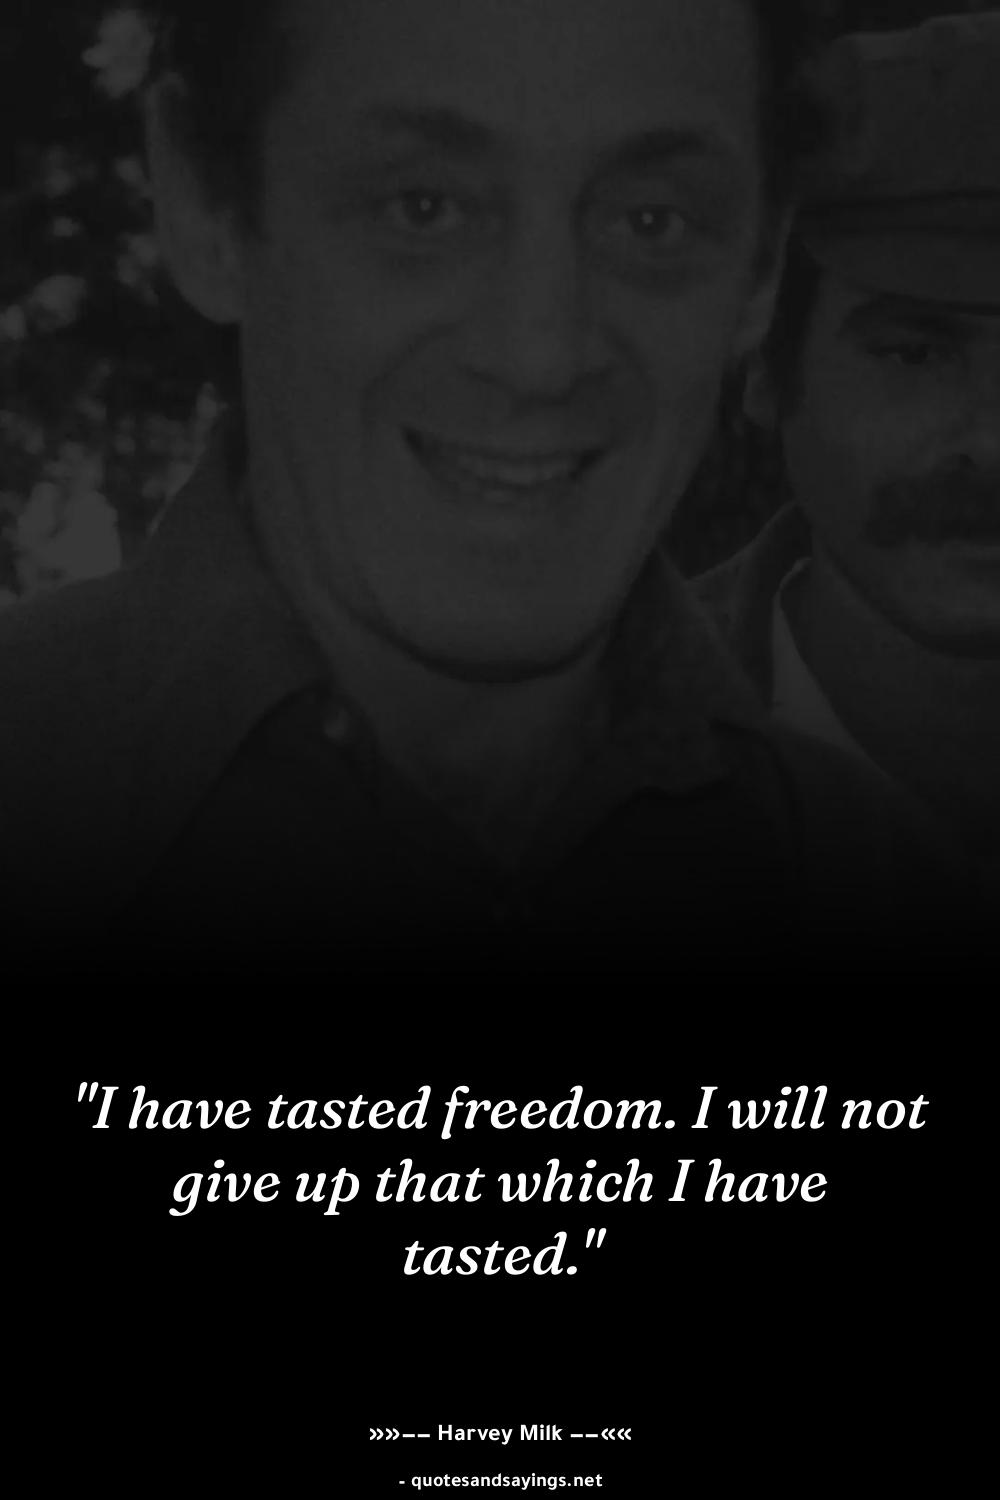 "I have tasted freedom. I will not
give up that which I have
tasted."
»»−− Harvey Milk −−««
- quotesandsayings.net